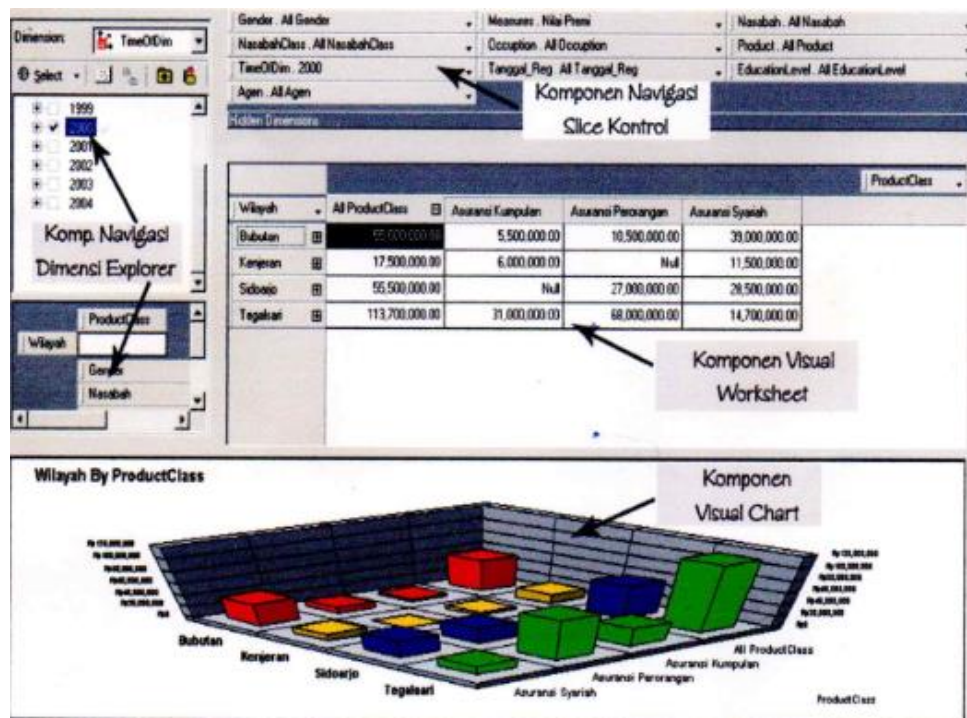 Dimension: TimeOfDim
Select
1999
2000
2001
2002
2003
2004
Komp. Navigasi
Dimensi Explorer
ProductClass
Wilayah
Gender
Nasabah
Gender . All Gender
Measures . Nilai Premi
Nasabah . All Nasabah
NasabahClass . All NasabahClass
Occuption . All Occuption
Product . All Product
TimeOfDim . 2000
Tanggal_Reg . All Tanggal_Reg
EducationLevel . All EducationLevel
Agen . All Agen
Komponen Navigasi
Slice Kontrol
Hidden Dimensions
ProductClass
Wilayah All ProductClass Asuransi Kumpulan Asuransi Perorangan Asuransi Syariah
Bubutan 55,000,000.00 5,500,000.00 10,500,000.00 39,000,000.00
Kenjeran 17,500,000.00 6,000,000.00 Null 11,500,000.00
Sidoarjo 55,500,000.00 Null 27,000,000.00 28,500,000.00
Tegalsari 113,700,000.00 31,000,000.00 68,000,000.00 14,700,000.00
Komponen Visual
Worksheet
Wilayah By ProductClass
Komponen
Visual Chart
Bubutan
Kenjeran
Sidoarjo
Tegalsari
Asuransi Syariah
Asuransi Perorangan
Asuransi Kumpulan
All ProductClass
ProductClass